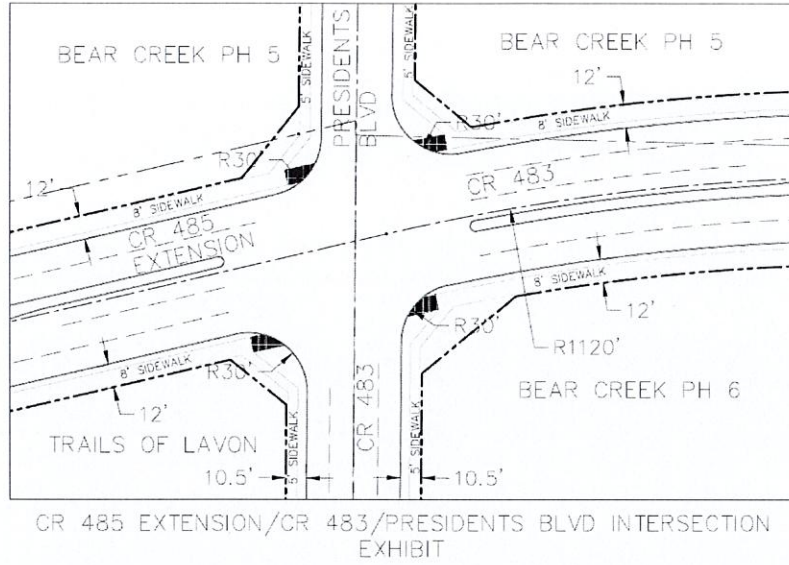 BEAR CREEK PH 5
BEAR CREEK PH 5
5' SIDEWALK
PRESIDENTS
BLVD
5' SIDEWALK
12'
8' SIDEWALK
R30'
R30'
12'
8' SIDEWALK
CR 485
EXTENSION
CR 483
8' SIDEWALK
12'
R30'
R1120'
R30'
8' SIDEWALK
12'
BEAR CREEK PH 6
TRAILS OF LAVON
CR 483
5' SIDEWALK
5' SIDEWALK
10.5'
10.5'
CR 485 EXTENSION/CR 483/PRESIDENTS BLVD INTERSECTION
EXHIBIT